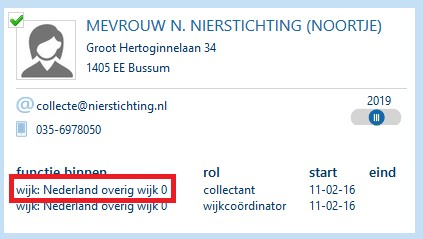 MEVROUW N. NIERSTICHTING (NOORTJE)
Groot Hertoginnelaan 34
1405 EE Bussum
@ collecte@nierstichting.nl
2019
035-6978050
functie binnen rol start eind
wijk: Nederland overig wijk 0 collectant 11-02-16
wijk: Nederland overig wijk 0 wijkcoördinator 11-02-16